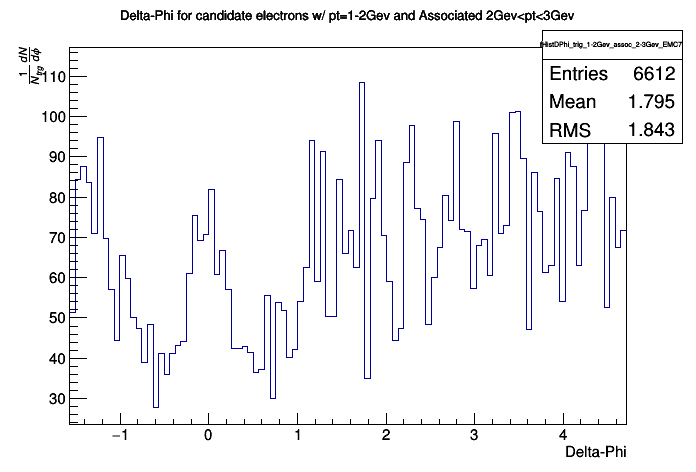 Delta-Phi for candidate electrons w/ pt=1-2Gev and Associated 2Gev<pt<3Gev
fHistDPhi_trig_1-2Gev_assoc_2-3Gev_EMC7
Entries 6612
Mean 1.795
RMS 1.843
1/N_trg dN/dϕ
110
100
90
80
70
60
50
40
30
−1 0 1 2 3 4
Delta-Phi